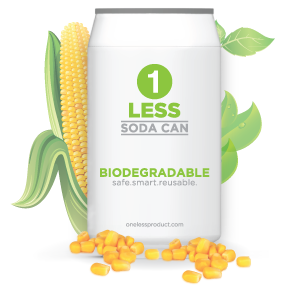 1
LESS
SODA CAN
BIODEGRADABLE
safe.smart.reusable.
onelessproduct.com